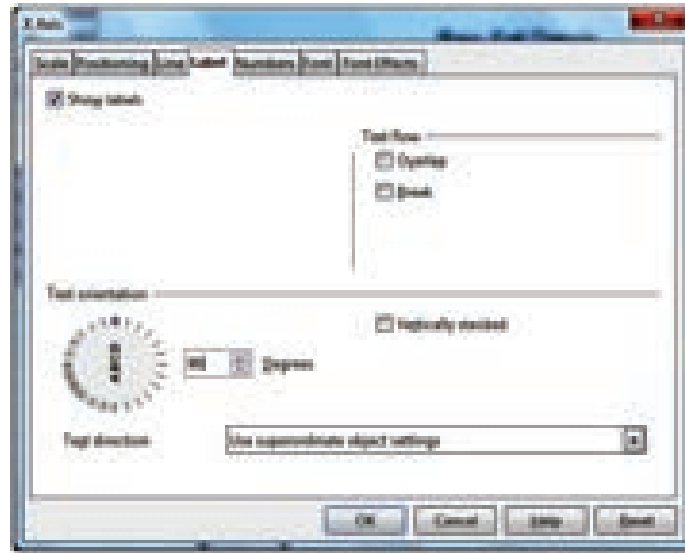 X Axis
Scale Positioning Line Label Numbers Font Font Effects
Show labels
Text flow
Overlap
Break
Text orientation
ABCD
Vertically stacked
Degrees
Text direction Use superordinate object settings
OK Cancel Help Reset